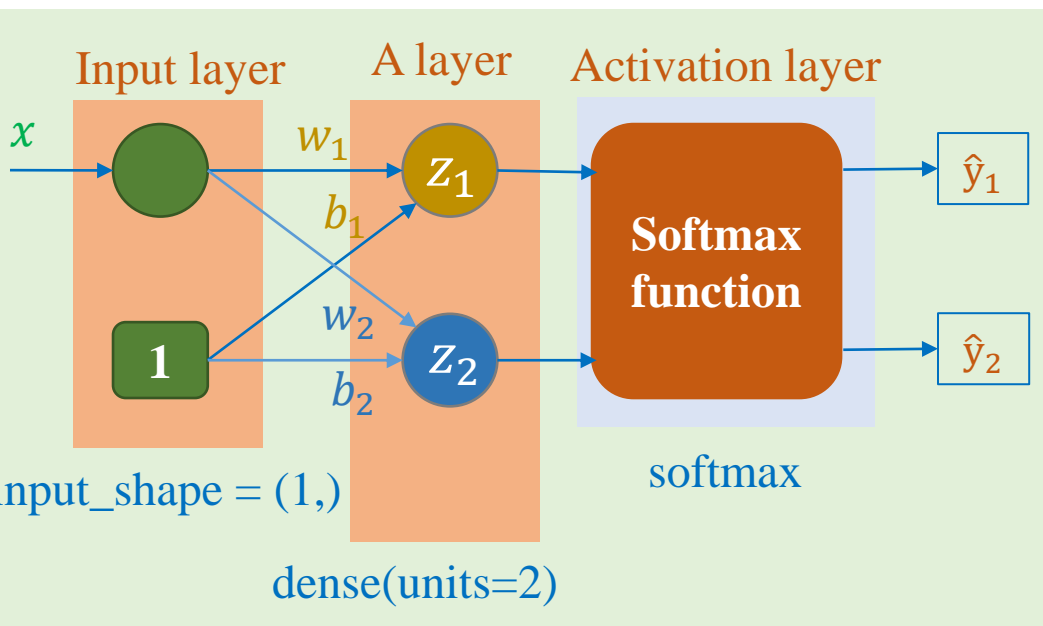 Input layer
A layer
Activation layer
x
w₁
z₁
b₁
Softmax
function
ŷ₁
1
w₂
z₂
b₂
ŷ₂
nput_shape = (1,)
softmax
dense(units=2)